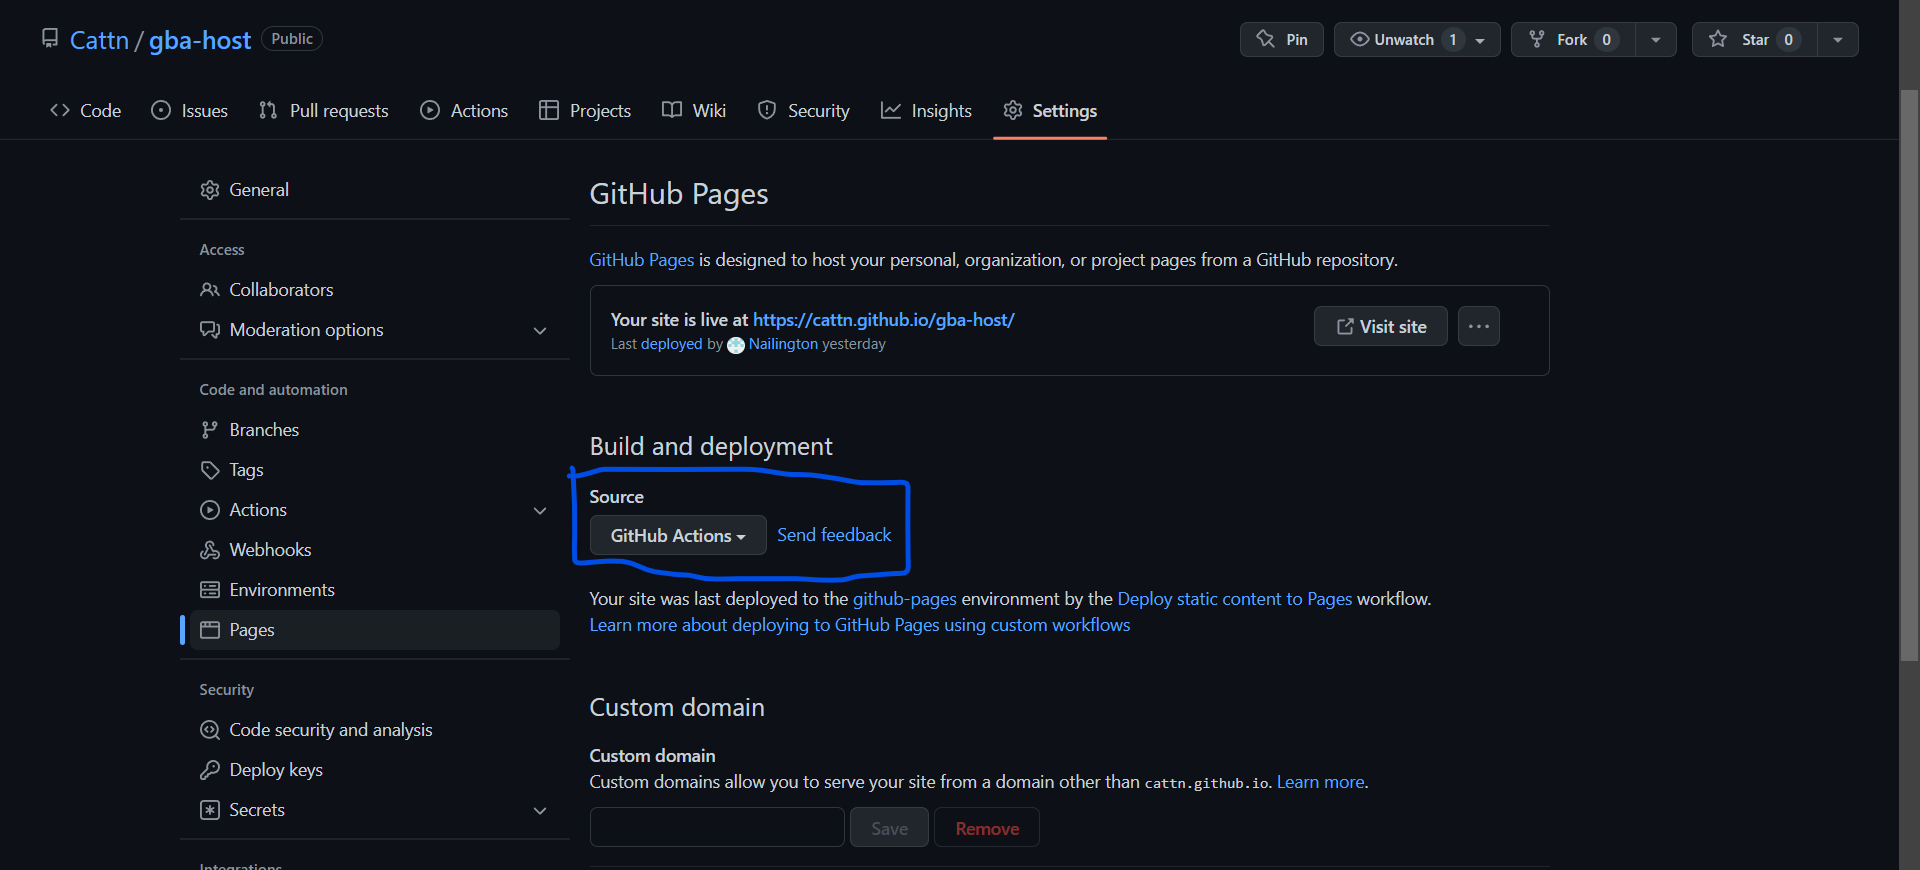 Cattn / gba-host Public
Pin Unwatch 1 Fork 0 Star 0
Code Issues Pull requests Actions Projects Wiki Security Insights Settings
General
Access
Collaborators
Moderation options
Code and automation
Branches
Tags
Actions
Webhooks
Environments
Pages
Security
Code security and analysis
Deploy keys
Secrets
Integrations
GitHub Pages
GitHub Pages is designed to host your personal, organization, or project pages from a GitHub repository.
Your site is live at https://cattn.github.io/gba-host/
Last deployed by Nailington yesterday
Visit site
Build and deployment
Source
GitHub Actions Send feedback
Your site was last deployed to the github-pages environment by the Deploy static content to Pages workflow.
Learn more about deploying to GitHub Pages using custom workflows
Custom domain
Custom domain
Custom domains allow you to serve your site from a domain other than cattn.github.io. Learn more.
Save Remove